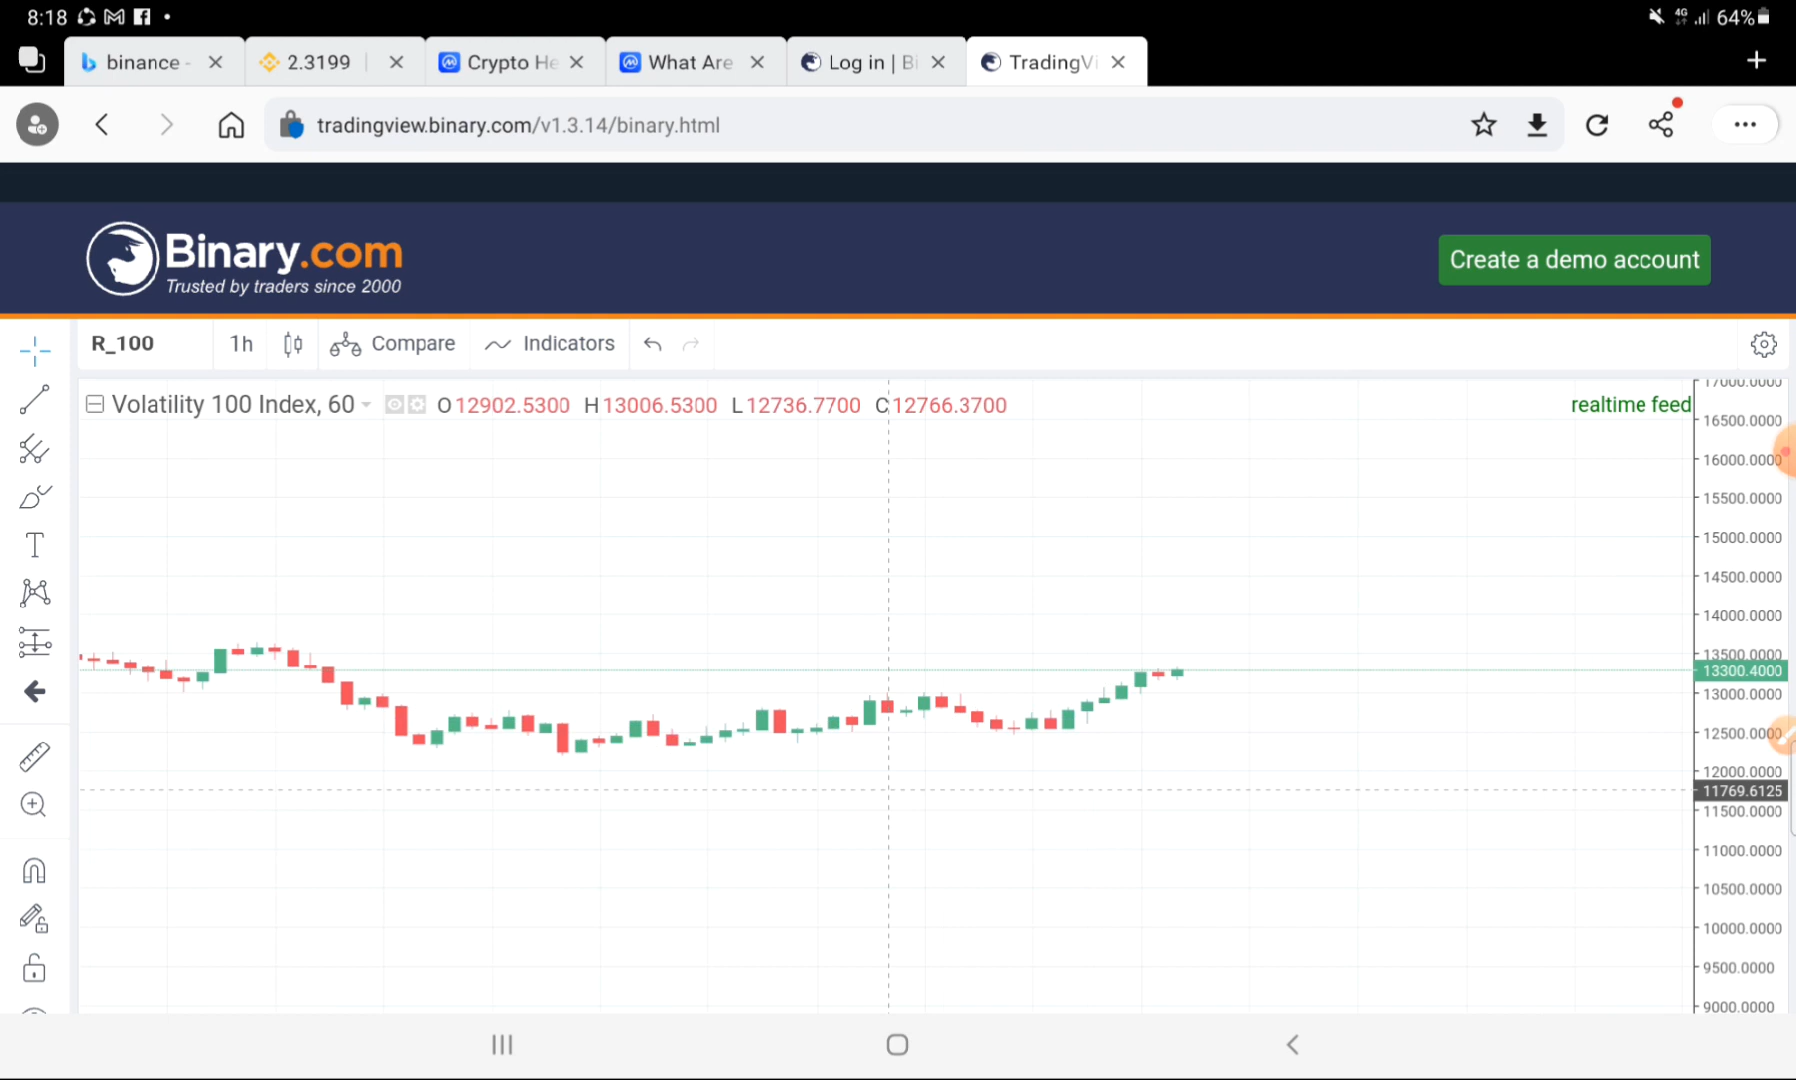 8:18
4G 64%
binance -
2.3199
Crypto He
What Are
Log in | Bi
TradingVi
tradingview.binary.com/v1.3.14/binary.html
Binary.com
Trusted by traders since 2000
Create a demo account
R_100
1h
Compare
Indicators
Volatility 100 Index, 60
O 12902.5300 H 13006.5300 L 12736.7700 C 12766.3700
realtime feed
17000.0000
16500.0000
16000.0000
15500.0000
15000.0000
14500.0000
14000.0000
13500.0000
13300.4000
13000.0000
12500.0000
12000.0000
11769.6125
11500.0000
11000.0000
10500.0000
10000.0000
9500.0000
9000.0000